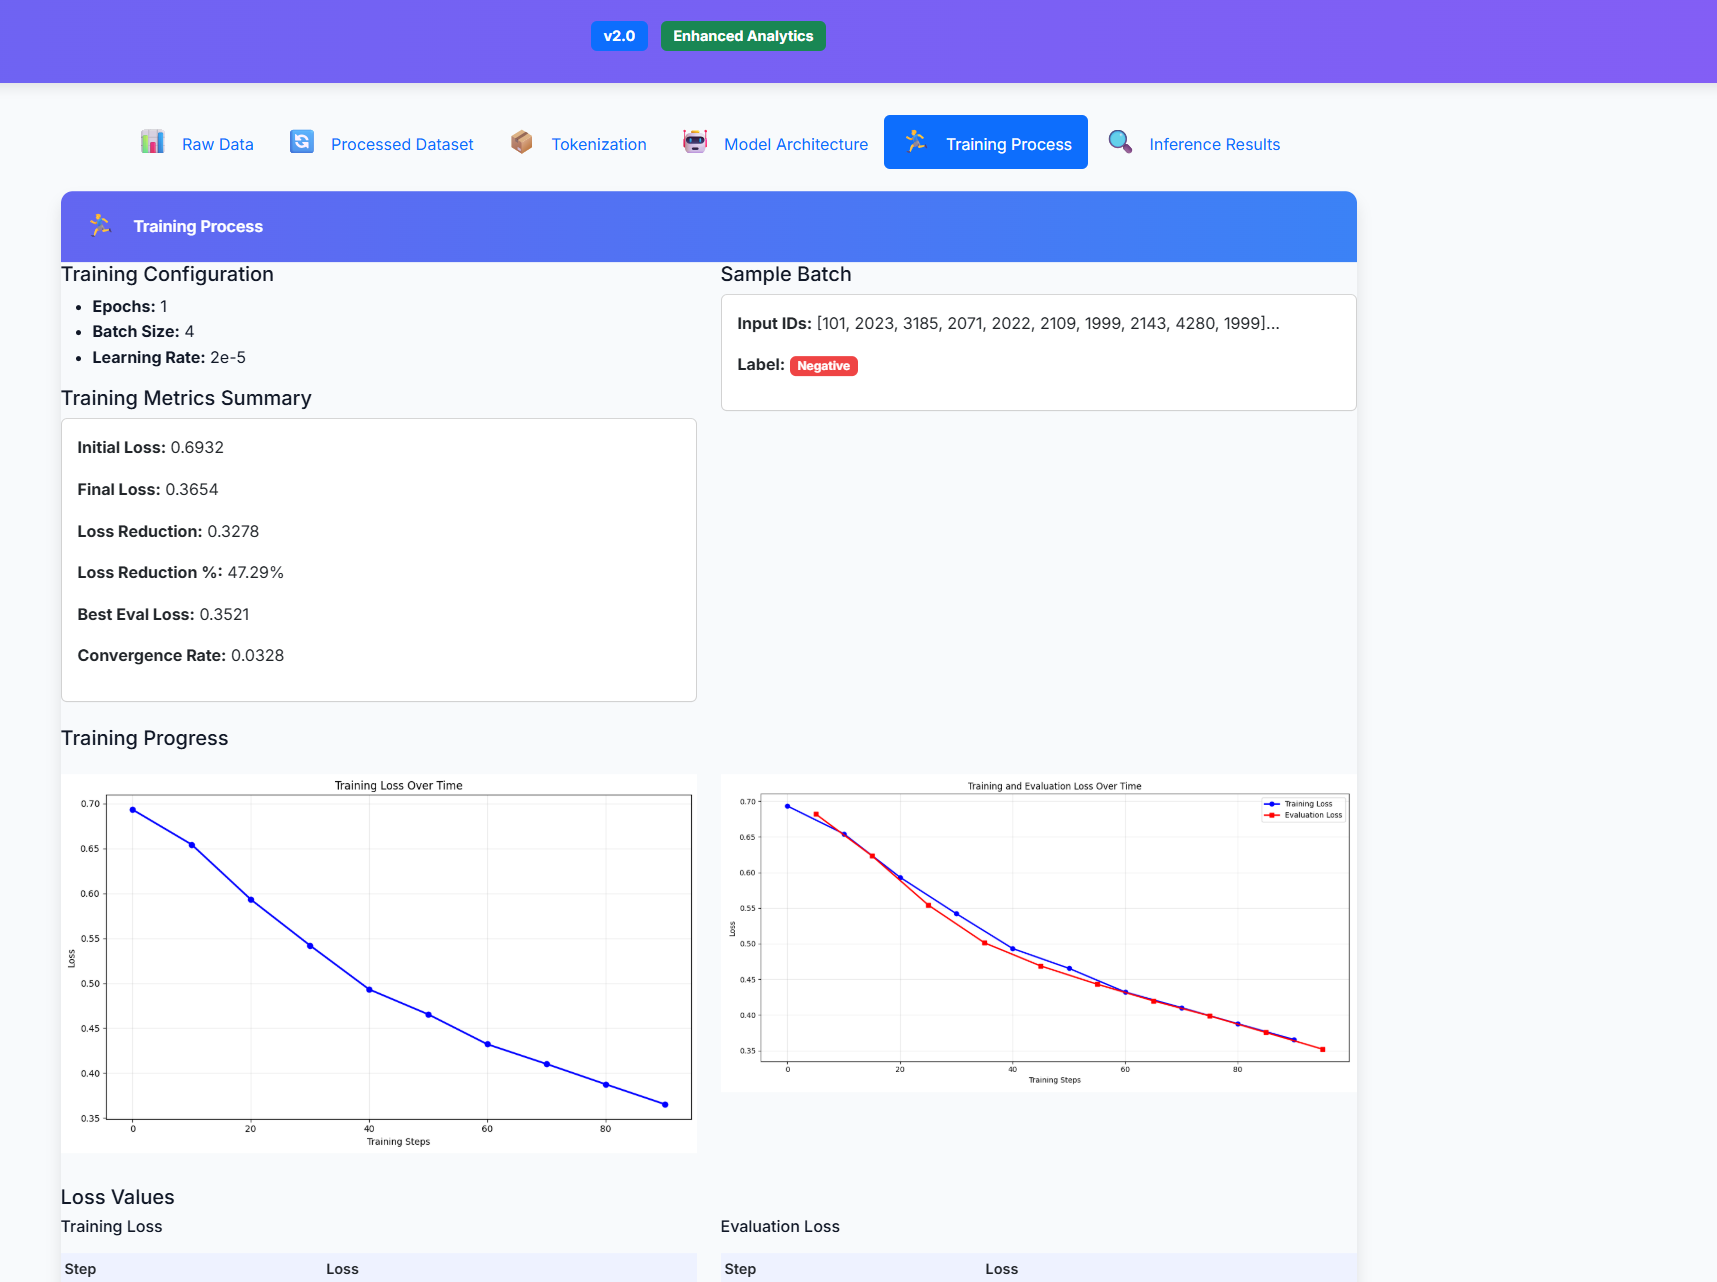 v2.0 Enhanced Analytics
Raw Data Processed Dataset Tokenization Model Architecture Training Process Inference Results
Training Process
Training Configuration
• Epochs: 1
• Batch Size: 4
• Learning Rate: 2e-5
Sample Batch
Input IDs: [101, 2023, 3185, 2071, 2022, 2109, 1999, 2143, 4280, 1999]...
Label: Negative
Training Metrics Summary
Initial Loss: 0.6932
Final Loss: 0.3654
Loss Reduction: 0.3278
Loss Reduction %: 47.29%
Best Eval Loss: 0.3521
Convergence Rate: 0.0328
Training Progress
Training Loss Over Time
0.70
0.65
0.60
0.55
0.50
0.45
0.40
0.35
Loss
0 20 40 60 80
Training Steps
Training and Evaluation Loss Over Time
Training Loss
Evaluation Loss
0.70
0.65
0.60
0.55
0.50
0.45
0.40
0.35
Loss
0 20 40 60 80
Training Steps
Loss Values
Training Loss
Step Loss
Evaluation Loss
Step Loss